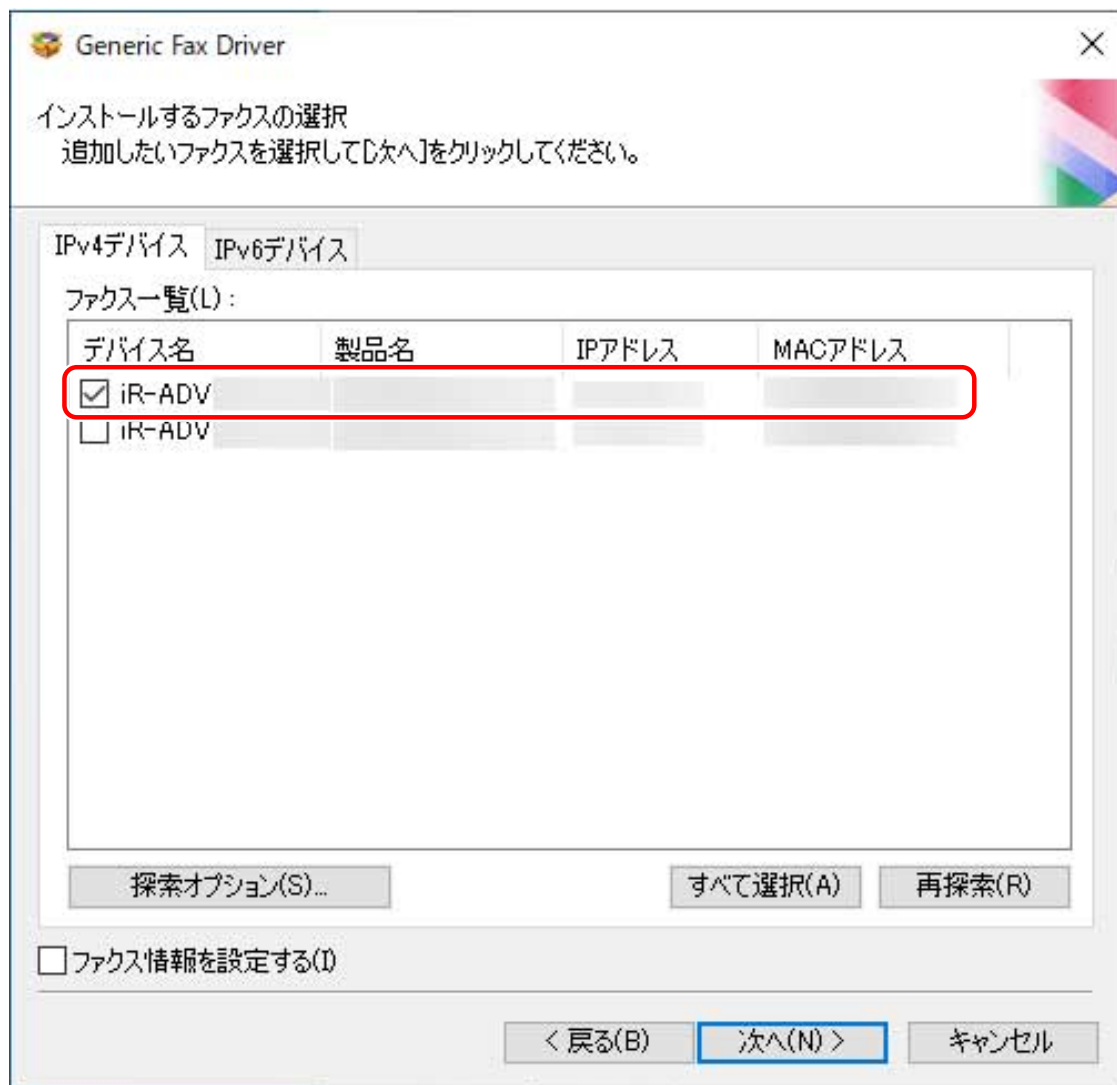 Generic Fax Driver
インストールするファクスの選択
追加したいファクスを選択して[次へ]をクリックしてください。
IPv4デバイス IPv6デバイス
ファクス一覧(L):
デバイス名 製品名 IPアドレス MACアドレス
iR-ADV
iR-ADV
探索オプション(S)... すべて選択(A) 再探索(R)
ファクス情報を設定する(I)
< 戻る(B) 次へ(N) > キャンセル